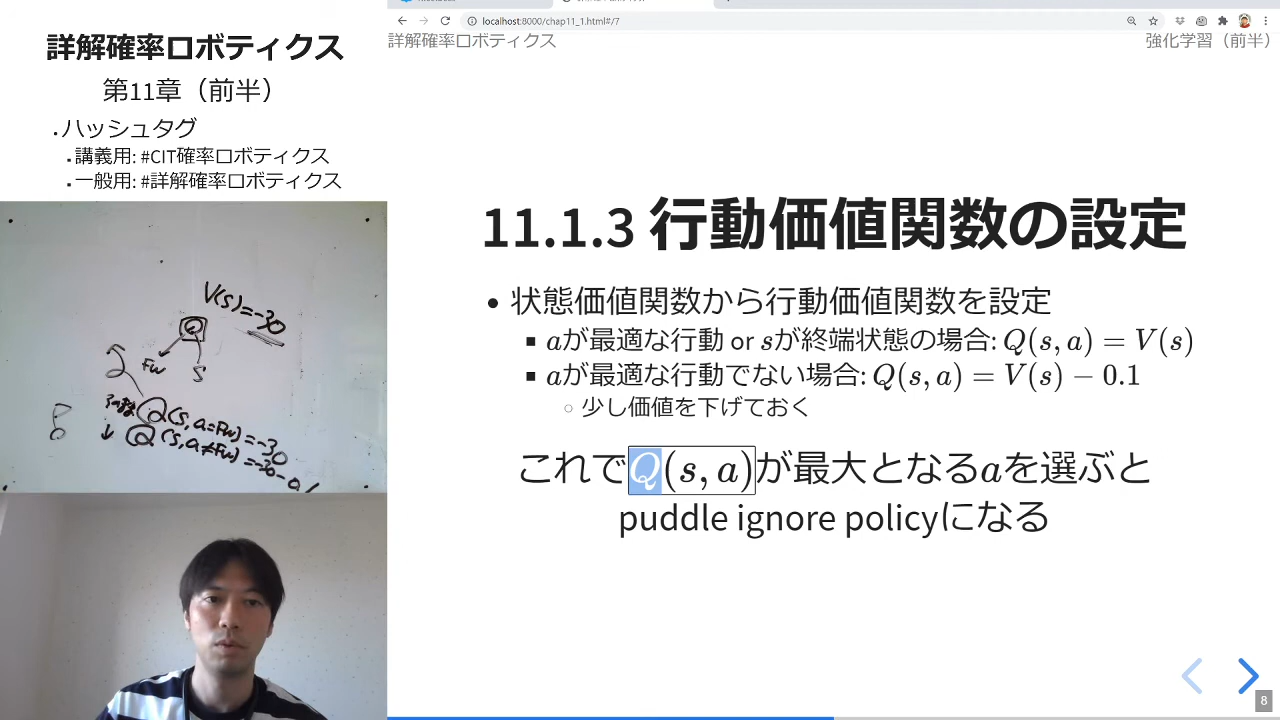 localhost:8000/chap11_1.html#/7
詳解確率ロボティクス
第11章（前半）
ハッシュタグ
講義用: #CIT確率ロボティクス
一般用: #詳解確率ロボティクス
V(s)=-30
Fw
Q(s,a=Fw)=-30
Q(s,a≠Fw)=-30-0.1
詳解確率ロボティクス
強化学習（前半）
11.1.3 行動価値関数の設定
状態価値関数から行動価値関数を設定
aが最適な行動 or sが終端状態の場合: Q(s, a) = V(s)
aが最適な行動でない場合: Q(s, a) = V(s) − 0.1
少し価値を下げておく
これでQ(s, a)が最大となるaを選ぶと
puddle ignore policyになる
8